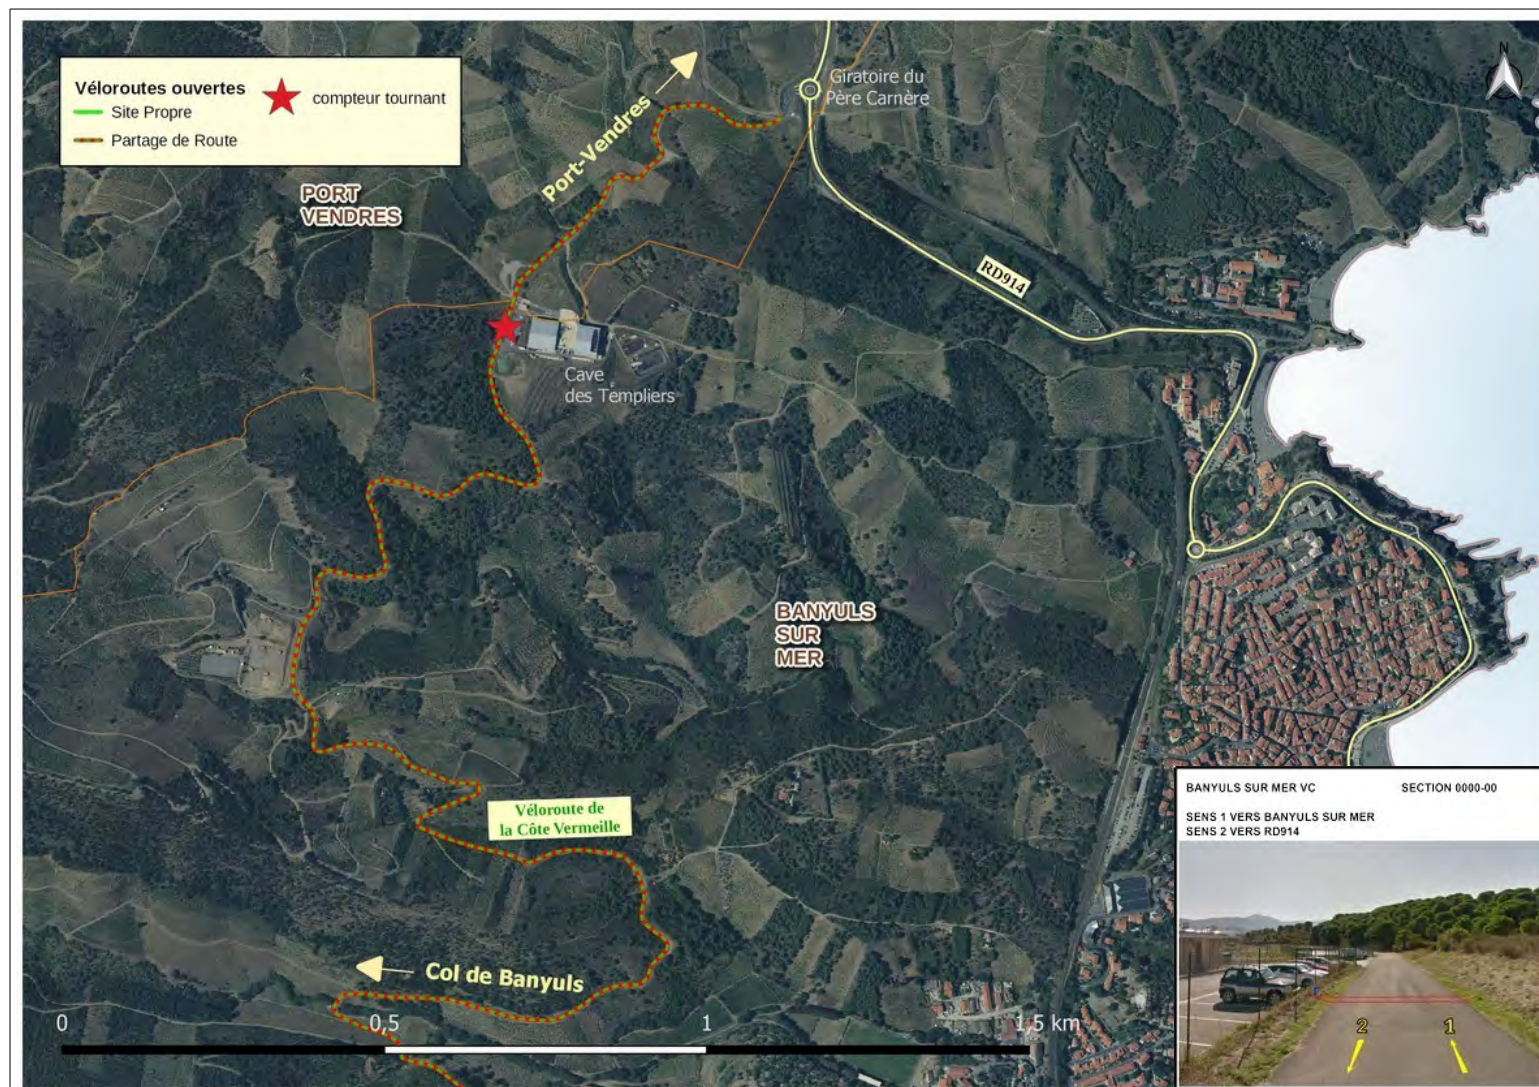 N
Véloroutes ouvertes
Site Propre
Partage de Route
compteur tournant
Port-Vendres
Giratoire du
Père Carnère
PORT
VENDRES
RD914
Cave
des Templiers
BANYULS
SUR
MER
Véloroute de
la Côte Vermeille
Col de Banyuls
0 0,5 1 1,5 km
BANYULS SUR MER VC SECTION 0000-00
SENS 1 VERS BANYULS SUR MER
SENS 2 VERS RD914
2 1